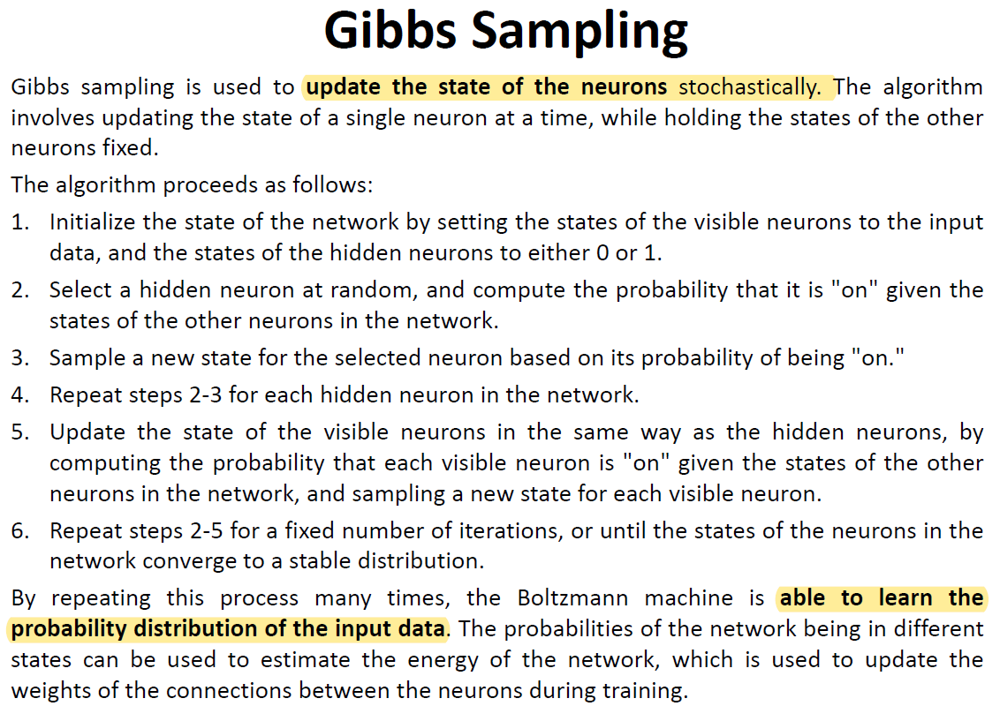 Gibbs Sampling
Gibbs sampling is used to update the state of the neurons stochastically. The algorithm
involves updating the state of a single neuron at a time, while holding the states of the other
neurons fixed.
The algorithm proceeds as follows:
1. Initialize the state of the network by setting the states of the visible neurons to the input
data, and the states of the hidden neurons to either 0 or 1.
2. Select a hidden neuron at random, and compute the probability that it is "on" given the
states of the other neurons in the network.
3. Sample a new state for the selected neuron based on its probability of being "on."
4. Repeat steps 2-3 for each hidden neuron in the network.
5. Update the state of the visible neurons in the same way as the hidden neurons, by
computing the probability that each visible neuron is "on" given the states of the other
neurons in the network, and sampling a new state for each visible neuron.
6. Repeat steps 2-5 for a fixed number of iterations, or until the states of the neurons in the
network converge to a stable distribution.
By repeating this process many times, the Boltzmann machine is able to learn the
probability distribution of the input data. The probabilities of the network being in different
states can be used to estimate the energy of the network, which is used to update the
weights of the connections between the neurons during training.